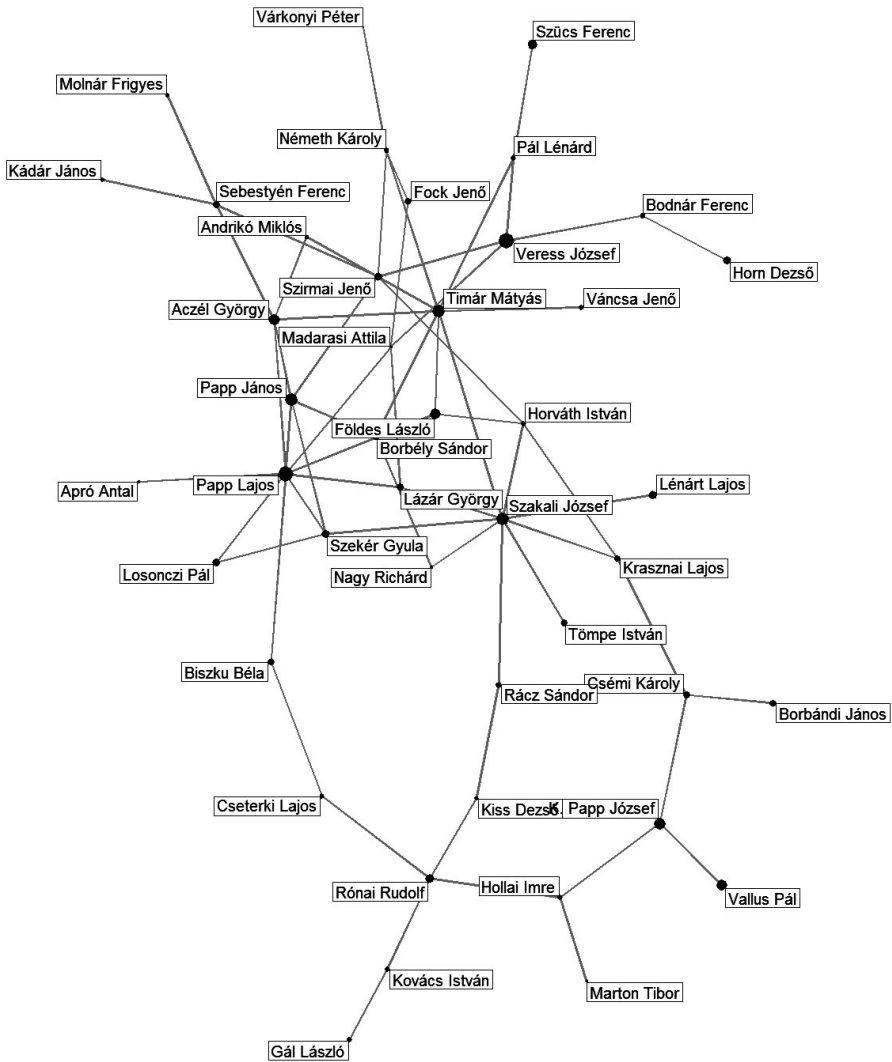 Várkonyi Péter
Szücs Ferenc
Molnár Frigyes
Németh Károly
Pál Lénárd
Kádár János
Sebestyén Ferenc
Fock Jenő
Bodnár Ferenc
Andrikó Miklós
Veress József
Horn Dezső
Szirmai Jenő
Timár Mátyás
Váncsa Jenő
Aczél György
Madarasi Attila
Papp János
Horváth István
Földes László
Borbély Sándor
Apró Antal
Papp Lajos
Lázár György
Szakali József
Lénárt Lajos
Szekér Gyula
Losonczi Pál
Nagy Richárd
Krasznai Lajos
Tömpe István
Biszku Béla
Rácz Sándor
Csémi Károly
Borbándi János
Cseterki Lajos
Kiss Dezső
K. Papp József
Rónai Rudolf
Hollai Imre
Vallus Pál
Kovács István
Marton Tibor
Gál László